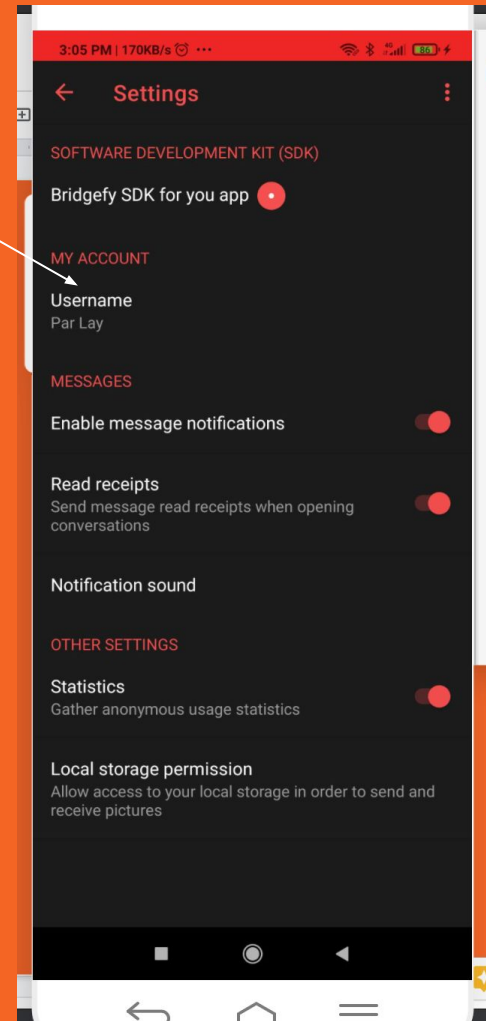 3:05 PM | 170KB/s ...
4G
86
Settings
SOFTWARE DEVELOPMENT KIT (SDK)
Bridgefy SDK for you app
MY ACCOUNT
Username
Par Lay
MESSAGES
Enable message notifications
Read receipts
Send message read receipts when opening
conversations
Notification sound
OTHER SETTINGS
Statistics
Gather anonymous usage statistics
Local storage permission
Allow access to your local storage in order to send and
receive pictures